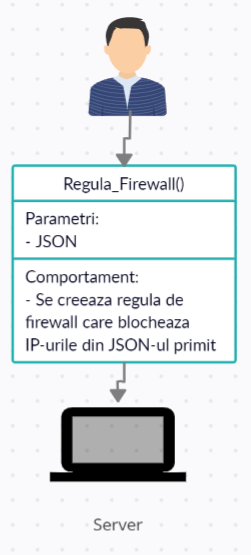 Regula_Firewall()
Parametri:
- JSON
Comportament:
- Se creeaza regula de
firewall care blocheaza
IP-urile din JSON-ul primit
Server